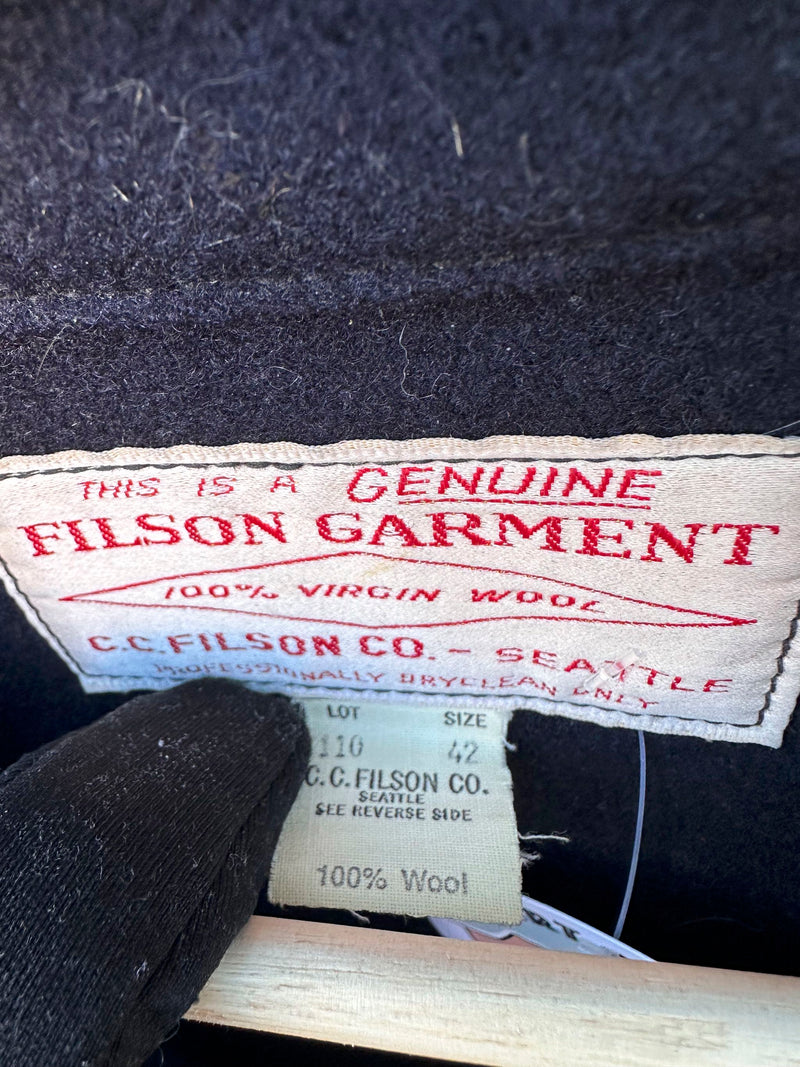 THIS IS A GENUINE
FILSON GARMENT
100% VIRGIN WOOL
C.C.FILSON CO. - SEATTLE
PROFESSIONALLY DRYCLEAN ONLY
LOT SIZE
110 42
C.C.FILSON CO.
SEATTLE
SEE REVERSE SIDE
100% Wool